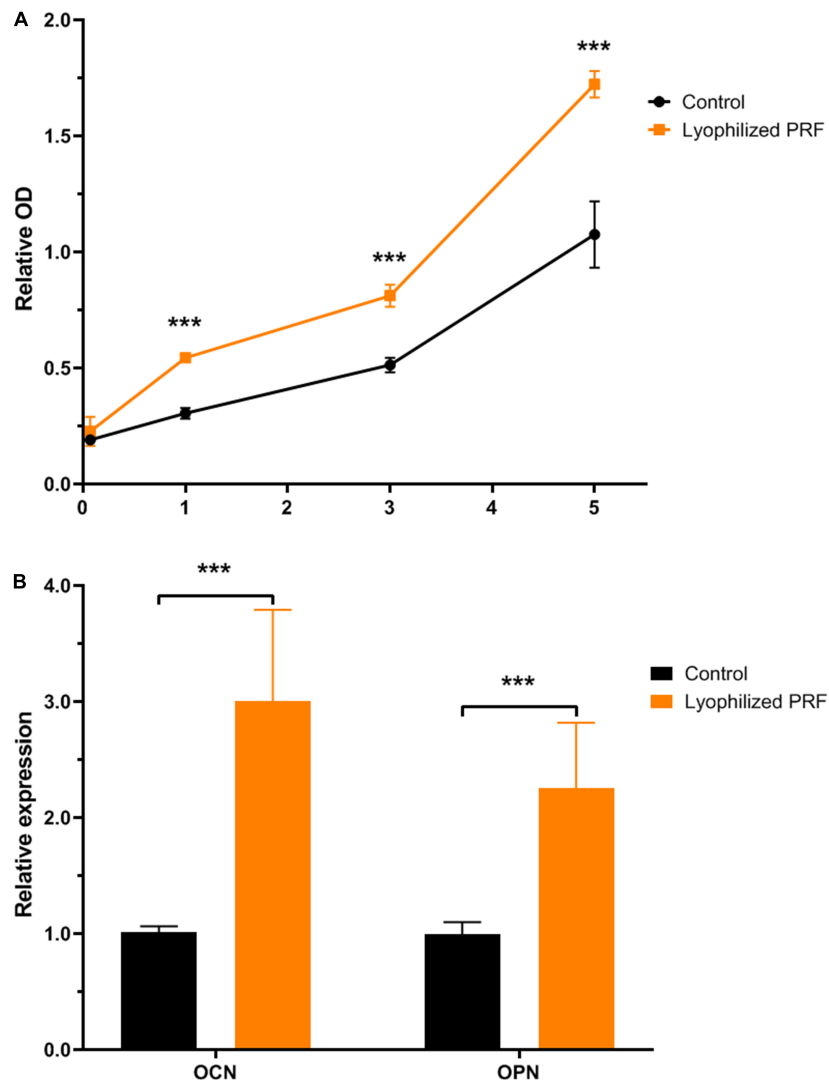 A
2.0
1.5
1.0
0.5
0.0
Relative OD
***
***
***
Control
Lyophilized PRF
0 1 2 3 4 5
B
4.0
3.0
2.0
1.0
0.0
Relative expression
***
***
Control
Lyophilized PRF
OCN OPN